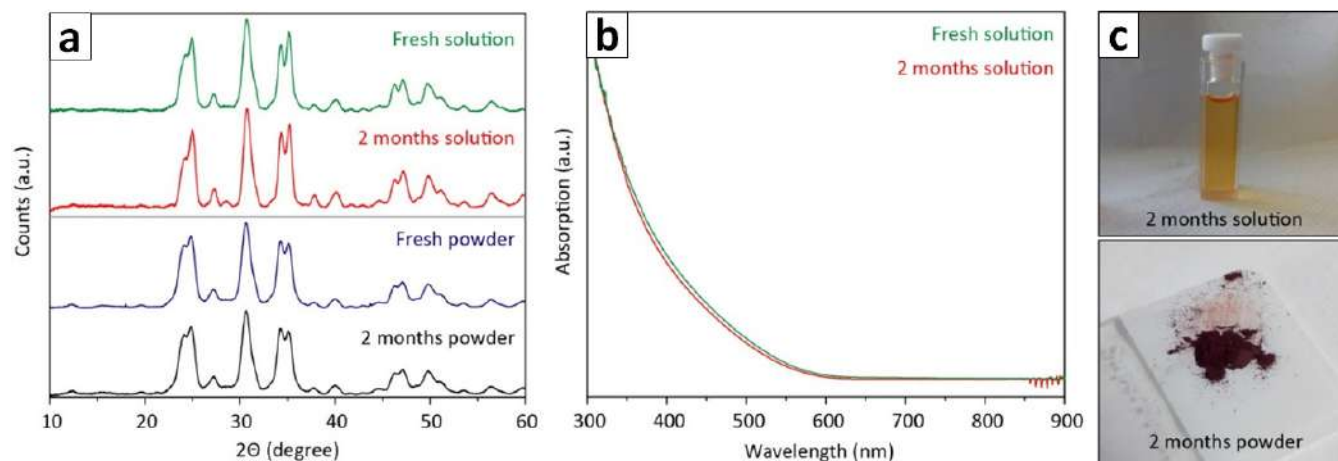 a
Fresh solution
2 months solution
Fresh powder
2 months powder
Counts (a.u.)
10 20 30 40 50 60
2Θ (degree)
b
Fresh solution
2 months solution
Absorption (a.u.)
300 400 500 600 700 800 900
Wavelength (nm)
c
2 months solution
2 months powder